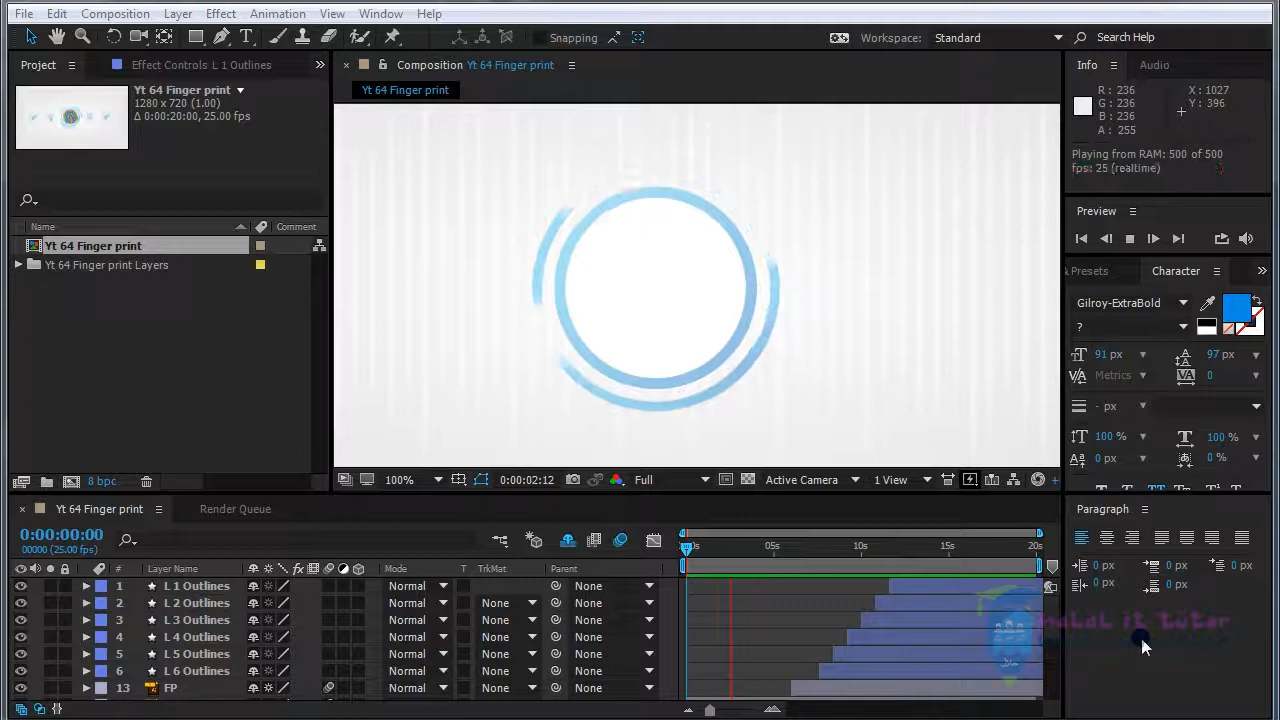 File Edit Composition Layer Effect Animation View Window Help
Snapping Workspace: Standard Search Help
Project Effect Controls L 1 Outlines
Composition Yt 64 Finger print
Info Audio
Yt 64 Finger print
1280 x 720 (1.00)
Δ 0:00:20:00, 25.00 fps
Yt 64 Finger print
R : 236
G : 236
B : 236
A : 255
X : 1027
Y : 396
Playing from RAM: 500 of 500
fps: 25 (realtime)
Preview
Name Comment
Yt 64 Finger print
Yt 64 Finger print Layers
Presets Character
Gilroy-ExtraBold
?
91 px 97 px
Metrics 0
- px
100 % 100 %
0 px 0 %
8 bpc
100% 0:00:02:12 Full Active Camera 1 View
Yt 64 Finger print Render Queue
Paragraph
0:00:00:00
00000 (25.00 fps)
05s 10s 15s 20s
# Layer Name Mode T TrkMat Parent
0 px 0 px 0 px
0 px 0 px
1 L 1 Outlines Normal None
2 L 2 Outlines Normal None None
3 L 3 Outlines Normal None None
4 L 4 Outlines Normal None None
5 L 5 Outlines Normal None None
6 L 6 Outlines Normal None None
13 FP Normal None None
halal it tutor